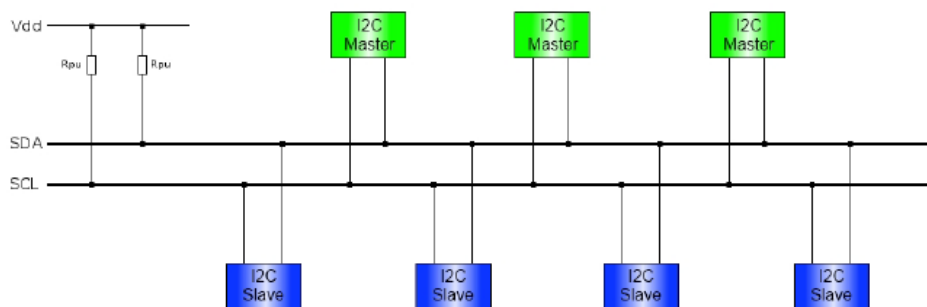 Vdd
Rpu
Rpu
I2C
Master
I2C
Master
I2C
Master
SDA
SCL
I2C
Slave
I2C
Slave
I2C
Slave
I2C
Slave